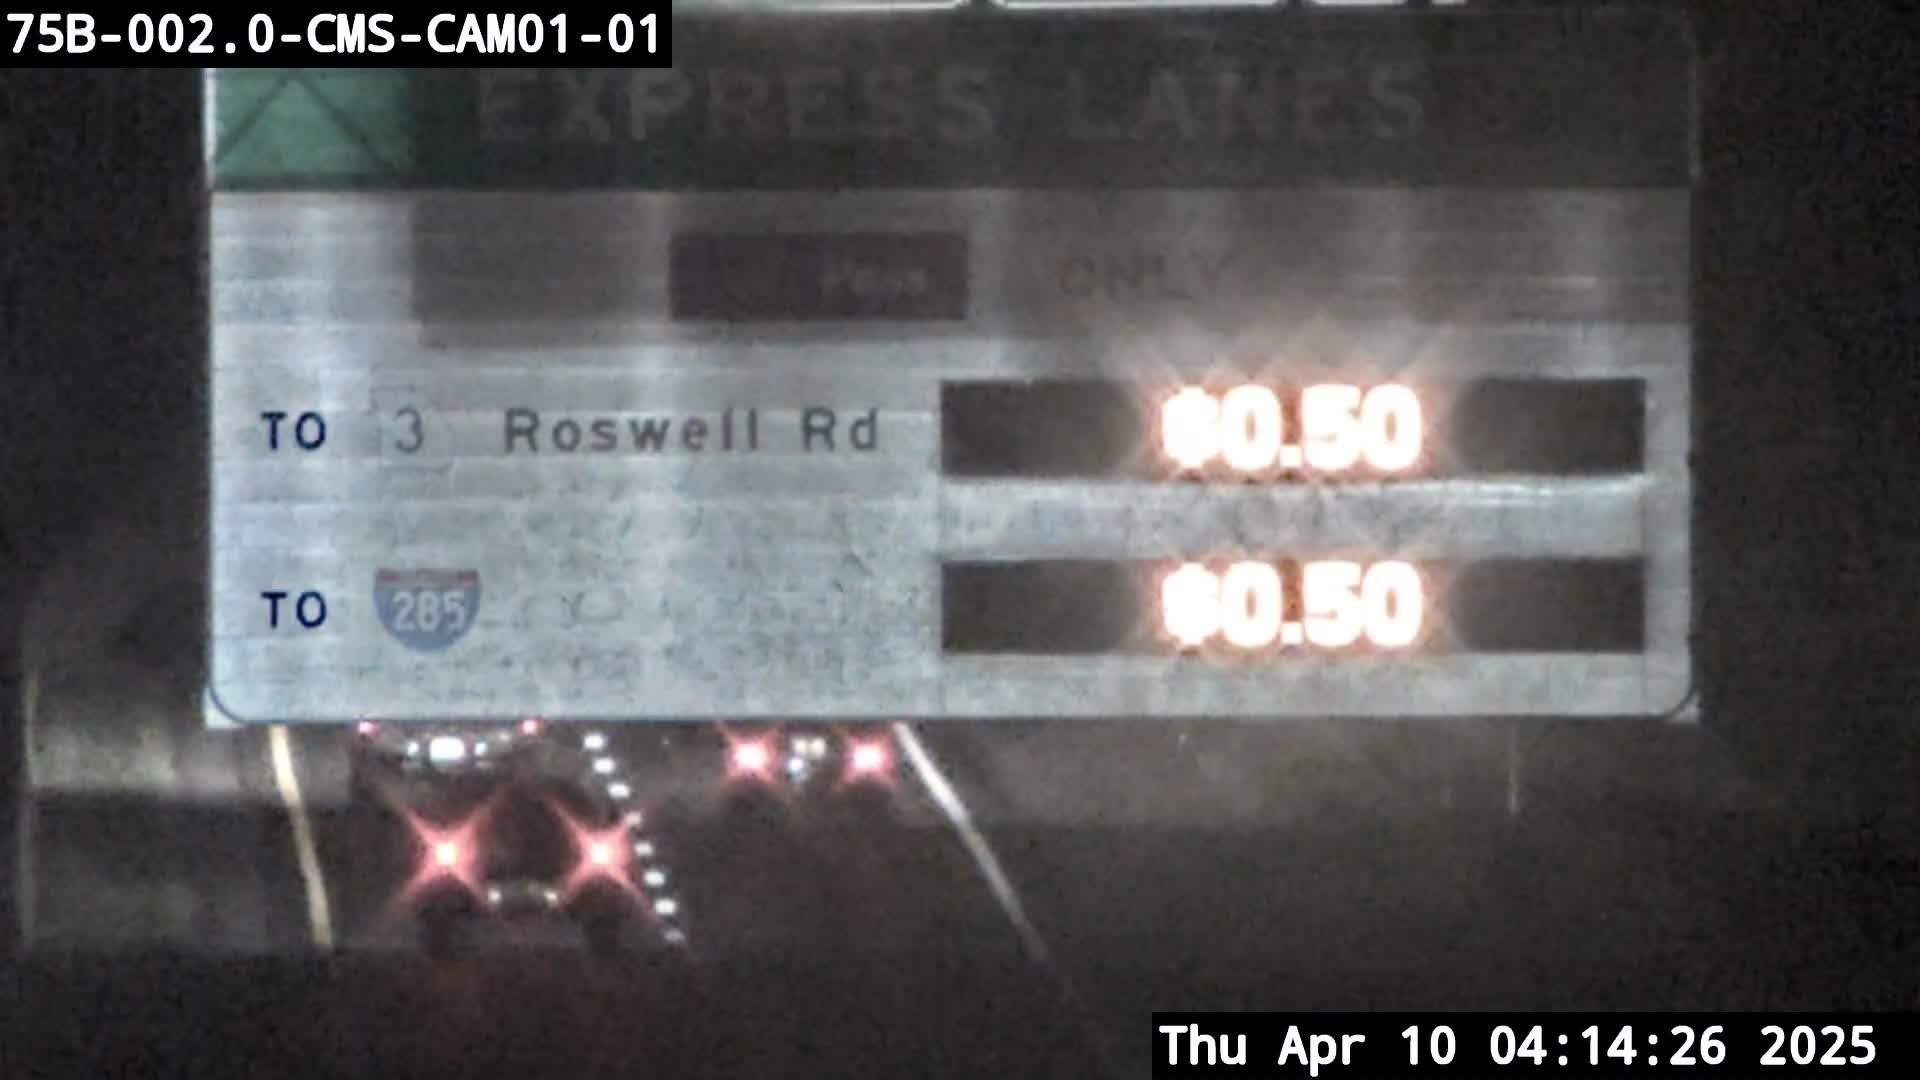 75B-002.0-CMS-CAM01-01
EXPRESS LANES
Pass ONLY
TO 3 Roswell Rd $0.50
TO 285 $0.50
Thu Apr 10 04:14:26 2025